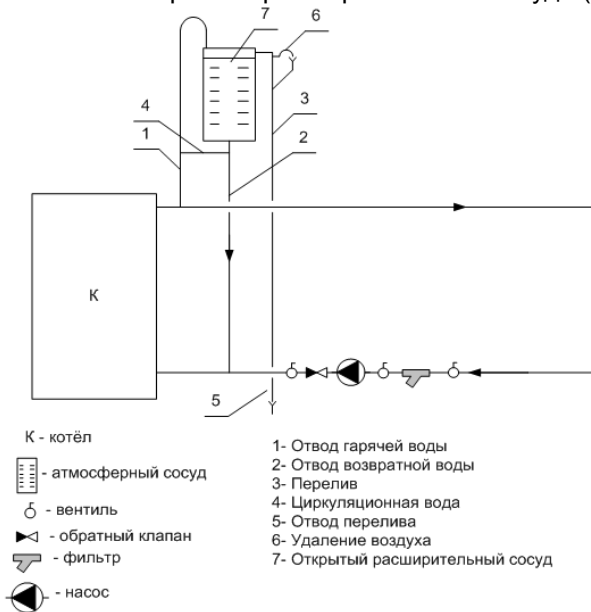 7
6
4
3
1
2
К
5
К - котёл
- атмосферный сосуд
- вентиль
- обратный клапан
- фильтр
- насос
1- Отвод гарячей воды
2- Отвод возвратной воды
3- Перелив
4- Циркуляционная вода
5- Отвод перелива
6- Удаление воздуха
7- Открытый расширительный сосуд